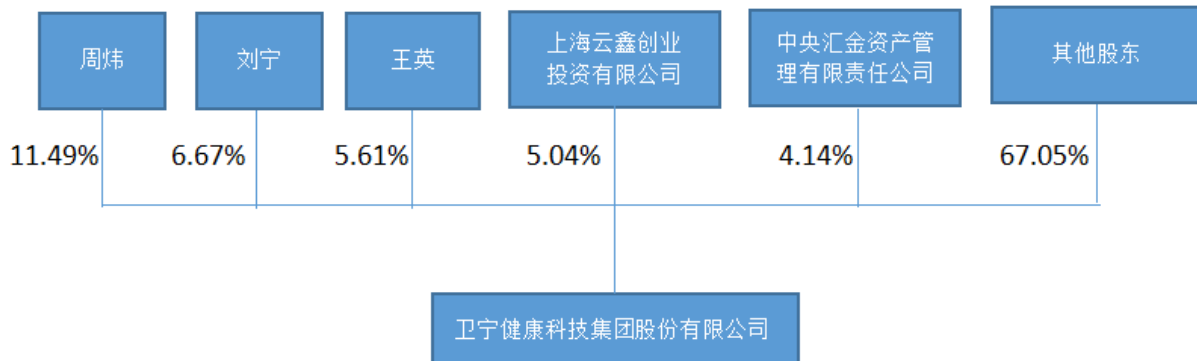 周炜
刘宁
王英
上海云鑫创业
投资有限公司
中央汇金资产管
理有限责任公司
其他股东
11.49%
6.67%
5.61%
5.04%
4.14%
67.05%
卫宁健康科技集团股份有限公司